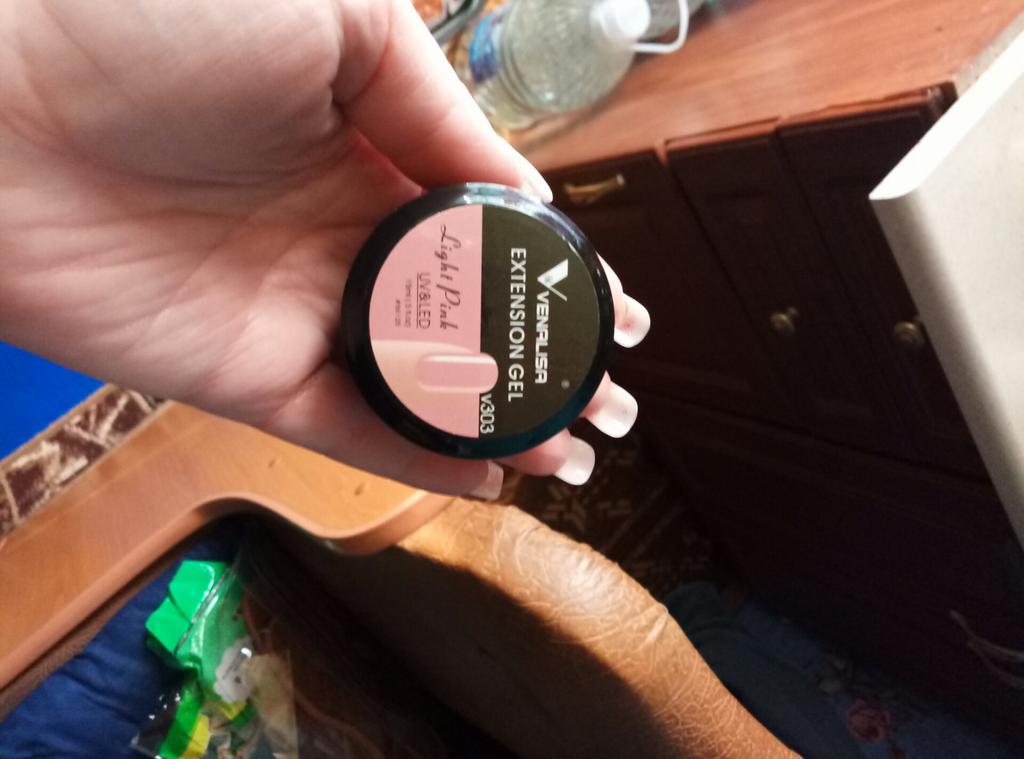 VENALISA
®
EXTENSION GEL
V303
Light Pink
UV&LED